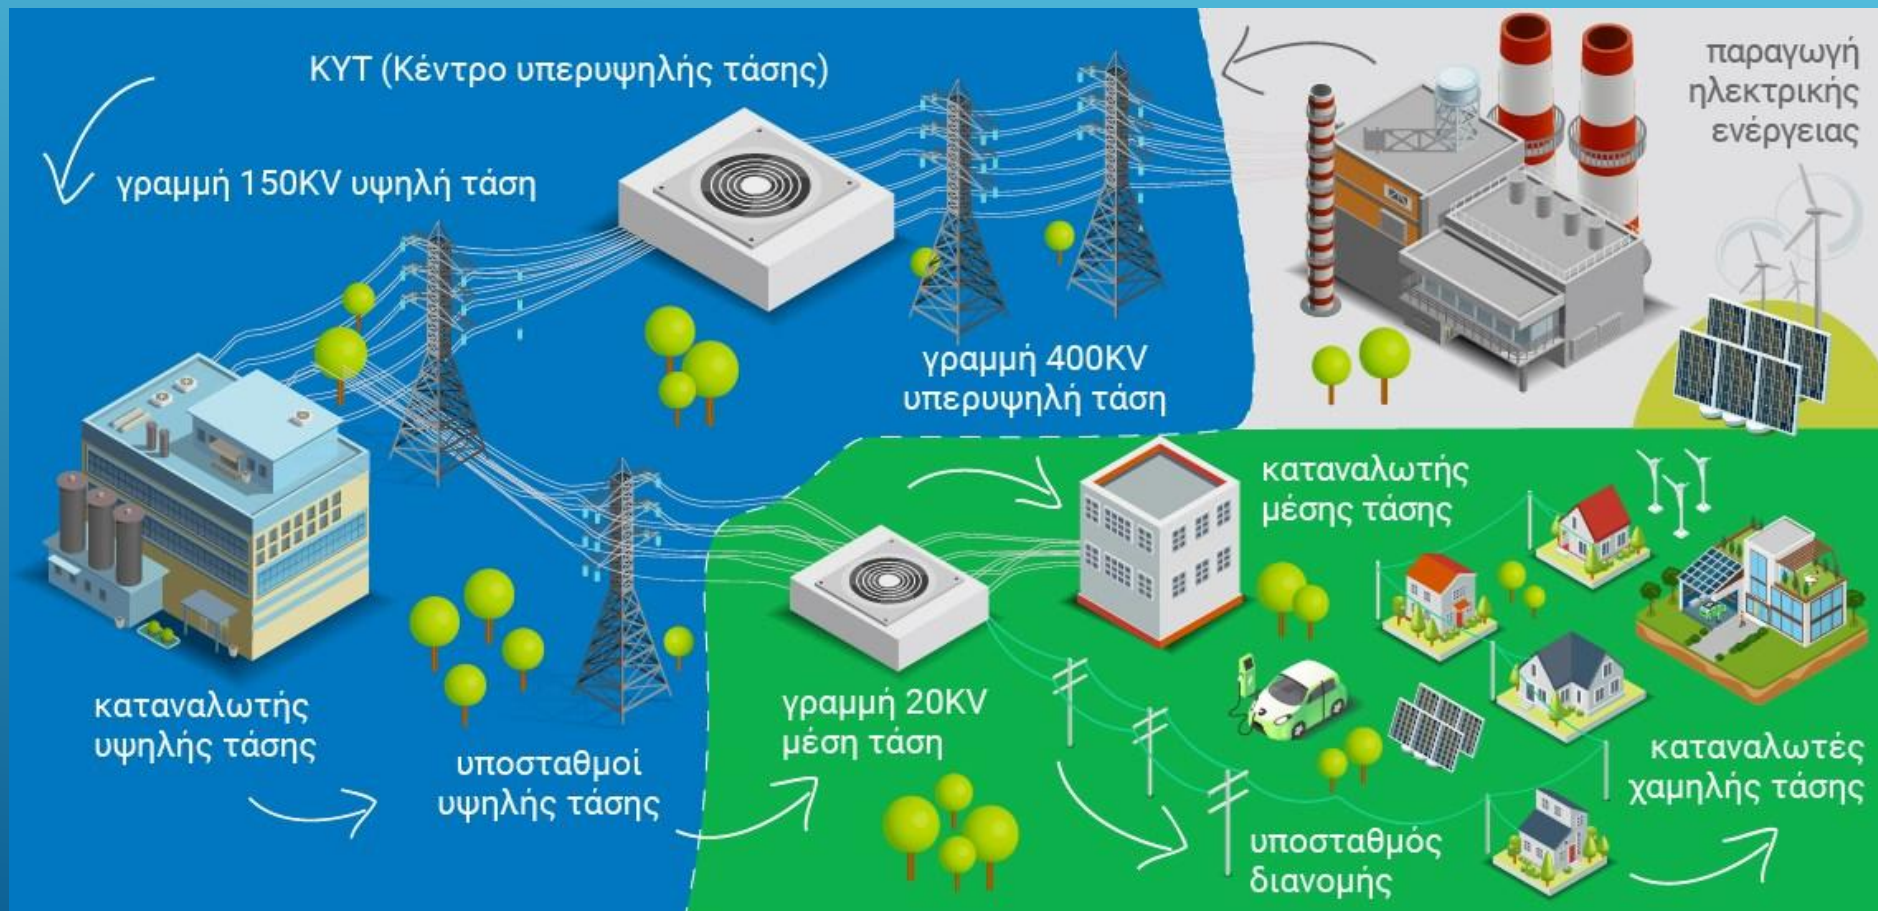 ΚΥΤ (Κέντρο υπερυψηλής τάσης)
παραγωγή
ηλεκτρικής
ενέργειας
γραμμή 150KV υψηλή τάση
γραμμή 400KV
υπερυψηλή τάση
καταναλωτής
μέσης τάσης
καταναλωτής
υψηλής τάσης
υποσταθμοί
υψηλής τάσης
γραμμή 20KV
μέση τάση
υποσταθμός
διανομής
καταναλωτές
χαμηλής τάσης